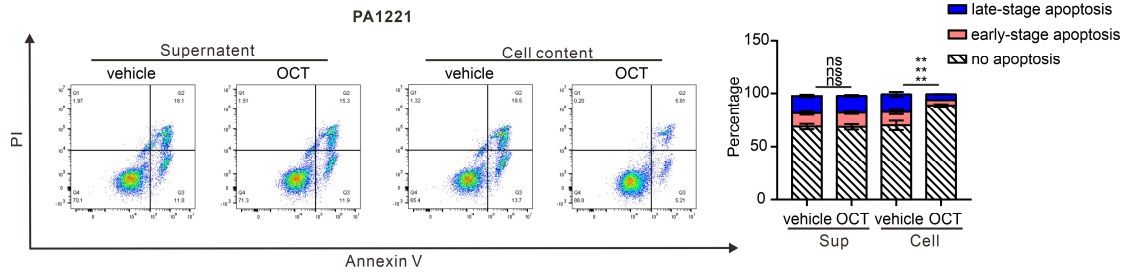 PA1221
Supernatent
Cell content
vehicle
OCT
vehicle
OCT
PI
Q1
1.97
Q2
16.1
Q4
70.1
Q3
11.8
Q1
1.51
Q2
15.3
Q4
71.3
Q3
11.9
Q1
1.32
Q2
19.5
Q4
65.4
Q3
13.7
Q1
0.20
Q2
5.81
Q4
88.8
Q3
5.21
Annexin V
late-stage apoptosis
early-stage apoptosis
no apoptosis
Percentage
150
100
50
0
ns
ns
ns
**
**
**
vehicle OCT
vehicle OCT
Sup
Cell